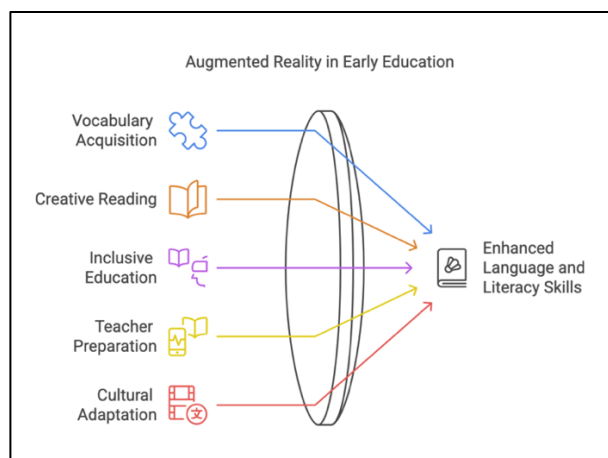 Augmented Reality in Early Education
Vocabulary
Acquisition
Creative Reading
Inclusive
Education
Teacher
Preparation
Cultural
Adaptation
文
Enhanced
Language and
Literacy Skills